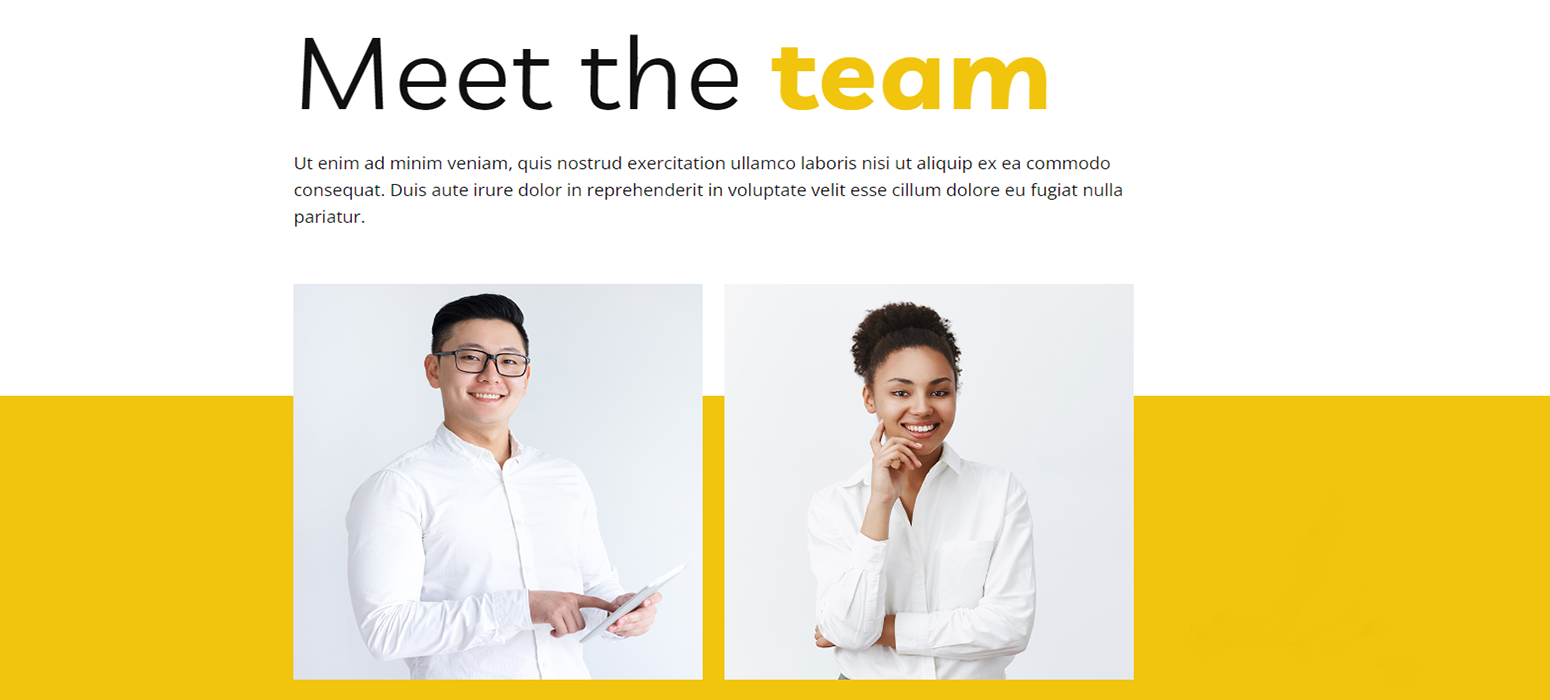 Meet the team
Ut enim ad minim veniam, quis nostrud exercitation ullamco laboris nisi ut aliquip ex ea commodo
consequat. Duis aute irure dolor in reprehenderit in voluptate velit esse cillum dolore eu fugiat nulla
pariatur.